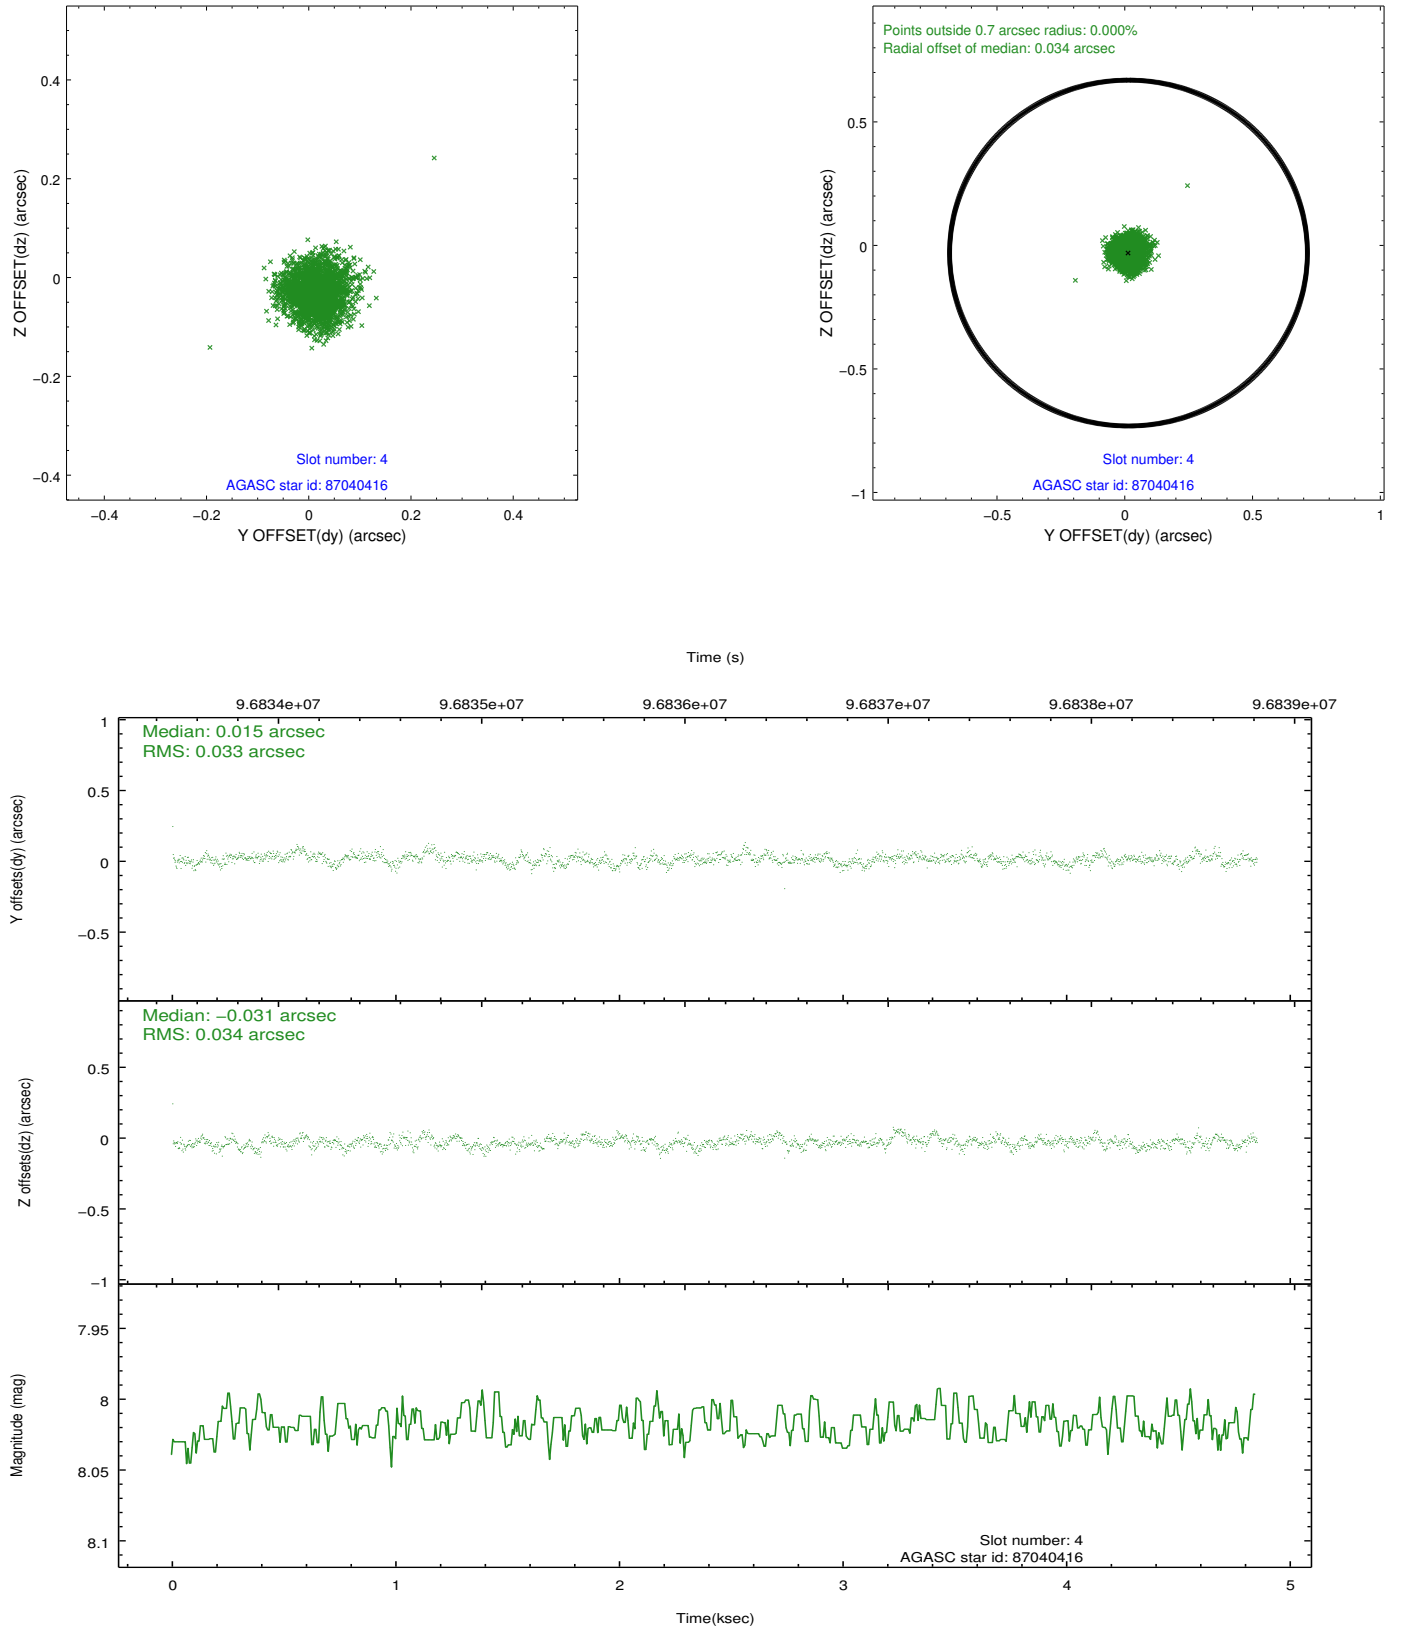 0.4
0.2
0
−0.2
−0.4
Z OFFSET(dz) (arcsec)
−0.4
−0.2
0
0.2
0.4
Y OFFSET(dy) (arcsec)
Slot number: 4
AGASC star id: 87040416
Points outside 0.7 arcsec radius: 0.000%
Radial offset of median: 0.034 arcsec
0.5
0
−0.5
−1
Z OFFSET(dz) (arcsec)
−0.5
0
0.5
1
Y OFFSET(dy) (arcsec)
Slot number: 4
AGASC star id: 87040416
Time (s)
9.6834e+07
9.6835e+07
9.6836e+07
9.6837e+07
9.6838e+07
9.6839e+07
Median: 0.015 arcsec
RMS: 0.033 arcsec
1
0.5
0
−0.5
Y offsets(dy) (arcsec)
Median: −0.031 arcsec
RMS: 0.034 arcsec
0.5
0
−0.5
−1
Z offsets(dz) (arcsec)
7.95
8
8.05
8.1
Magnitude (mag)
Slot number: 4
AGASC star id: 87040416
0
1
2
3
4
5
Time(ksec)